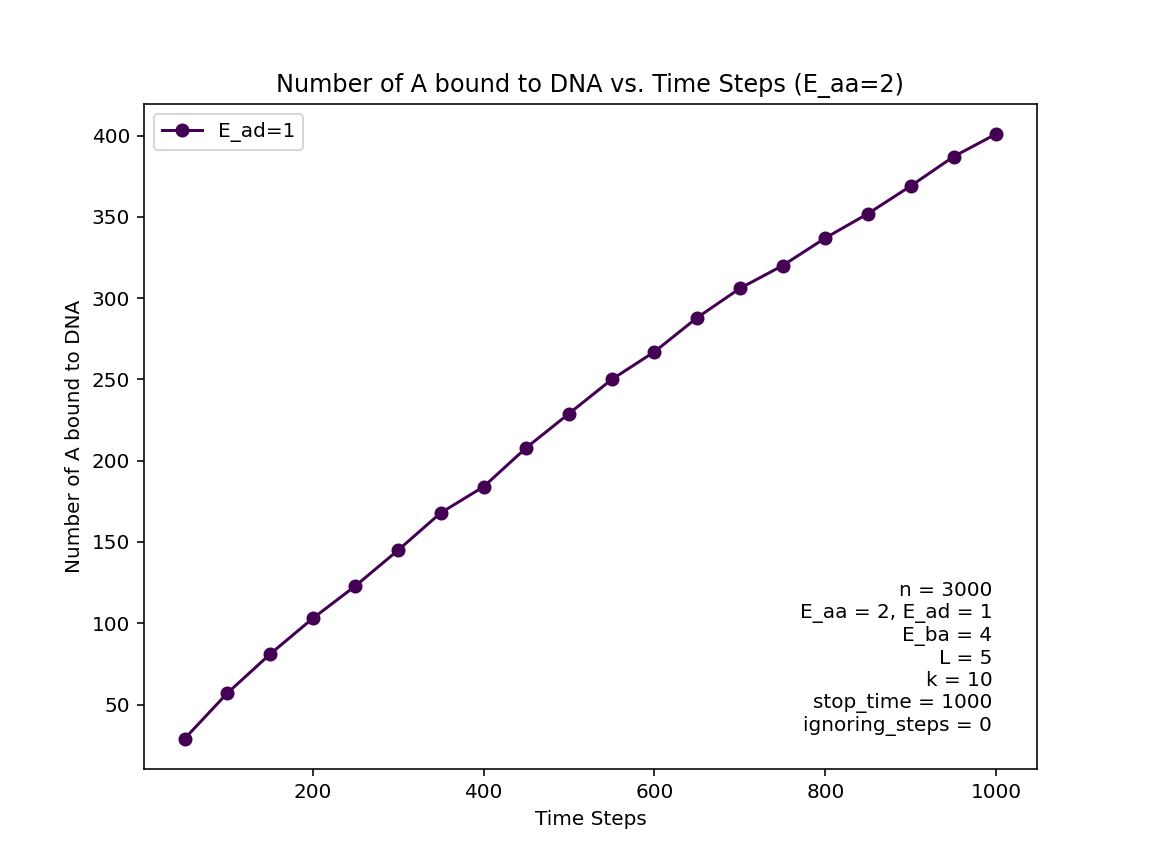 Number of A bound to DNA vs. Time Steps (E_aa=2)
E_ad=1
400
350
300
250
200
150
100
50
Number of A bound to DNA
n = 3000
E_aa = 2, E_ad = 1
E_ba = 4
L = 5
k = 10
stop_time = 1000
ignoring_steps = 0
200 400 600 800 1000
Time Steps